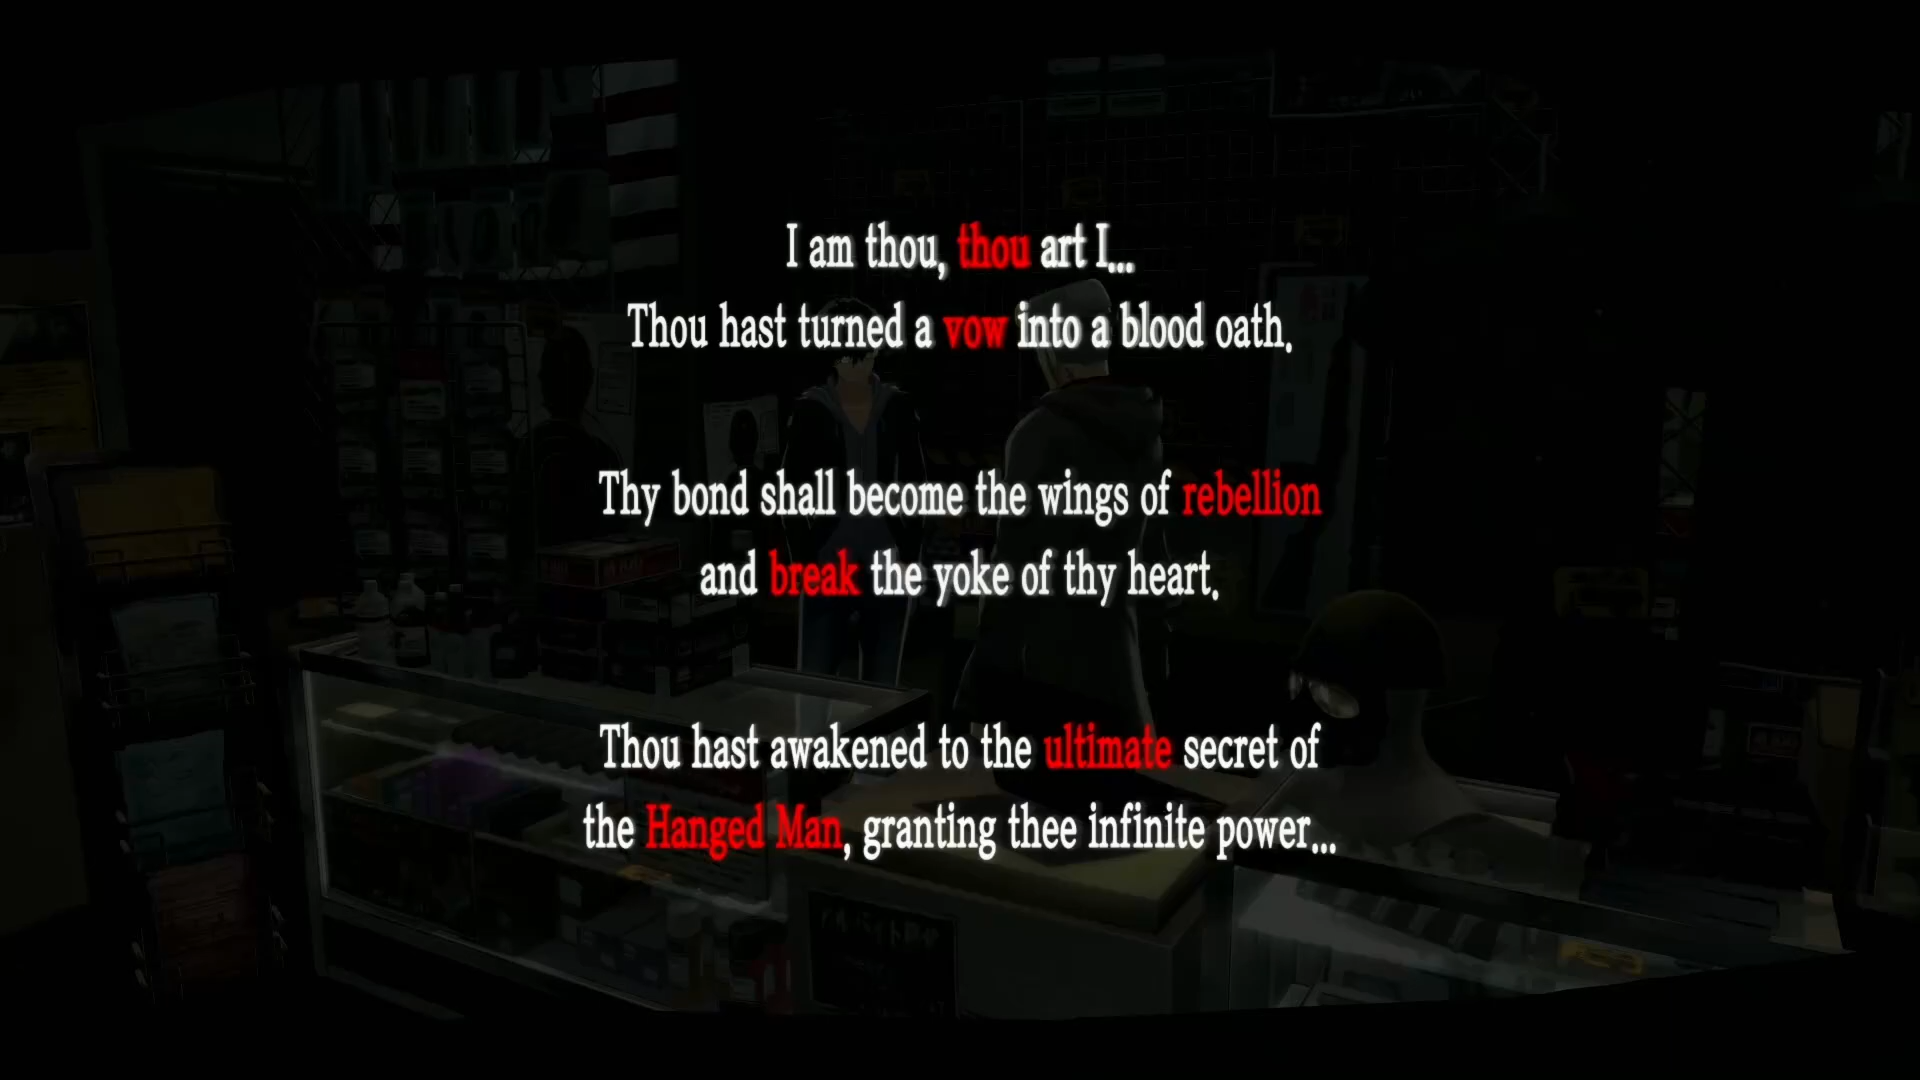 I am thou, thou art I...
Thou hast turned a vow into a blood oath.
Thy bond shall become the wings of rebellion
and break the yoke of thy heart.
Thou hast awakened to the ultimate secret of
the Hanged Man, granting thee infinite power...